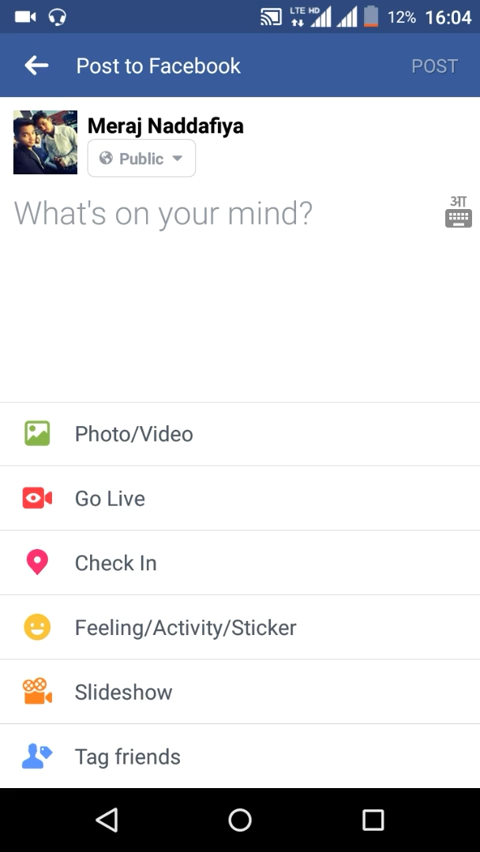 LTE HD 12% 16:04
Post to Facebook POST
Meraj Naddafiya
Public
What's on your mind?
आ
Photo/Video
Go Live
Check In
Feeling/Activity/Sticker
Slideshow
Tag friends